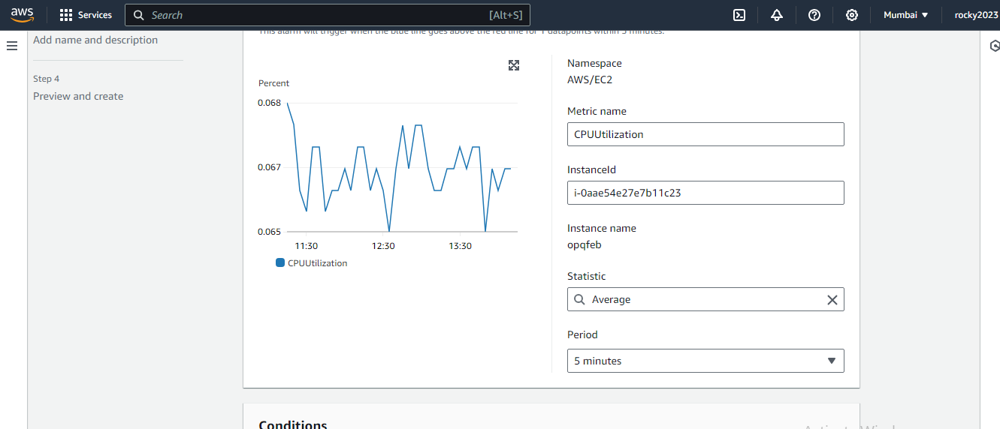 aws
Services
Search
[Alt+S]
Mumbai
rocky2023
Add name and description
Step 4
Preview and create
This alarm will trigger when the blue line goes above the red line for 1 datapoints within 5 minutes.
Percent
0.068
0.067
0.065
11:30 12:30 13:30
CPUUtilization
Namespace
AWS/EC2
Metric name
CPUUtilization
InstanceId
i-0aae54e27e7b11c23
Instance name
opqfeb
Statistic
Average
Period
5 minutes
Conditions